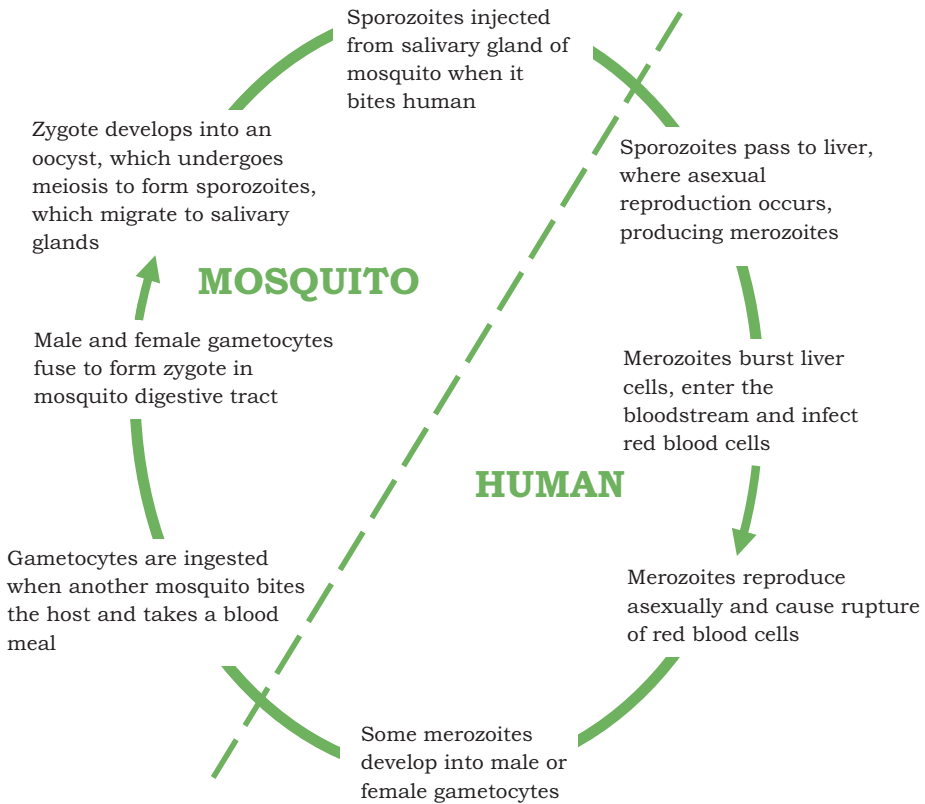 Sporozoites injected
from salivary gland of
mosquito when it
bites human
Sporozoites pass to liver,
where asexual
reproduction occurs,
producing merozoites
Merozoites burst liver
cells, enter the
bloodstream and infect
red blood cells
Merozoites reproduce
asexually and cause rupture
of red blood cells
Some merozoites
develop into male or
female gametocytes
Gametocytes are ingested
when another mosquito bites
the host and takes a blood
meal
Male and female gametocytes
fuse to form zygote in
mosquito digestive tract
Zygote develops into an
oocyst, which undergoes
meiosis to form sporozoites,
which migrate to salivary
glands
MOSQUITO
HUMAN